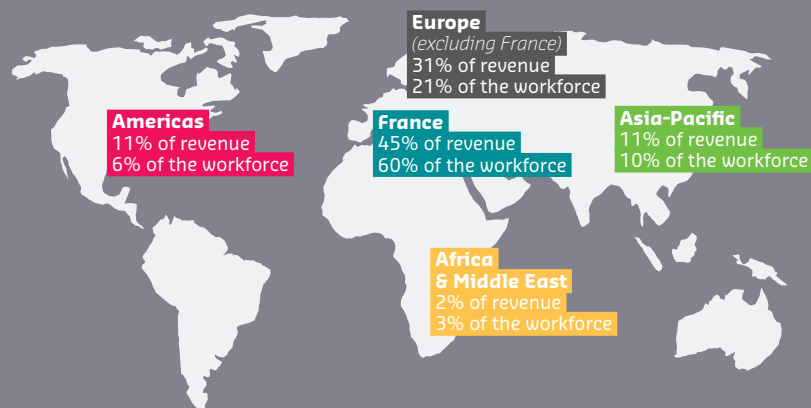 Europe
(excluding France)
31% of revenue
21% of the workforce
Americas
11% of revenue
6% of the workforce
France
45% of revenue
60% of the workforce
Asia-Pacific
11% of revenue
10% of the workforce
Africa
& Middle East
2% of revenue
3% of the workforce